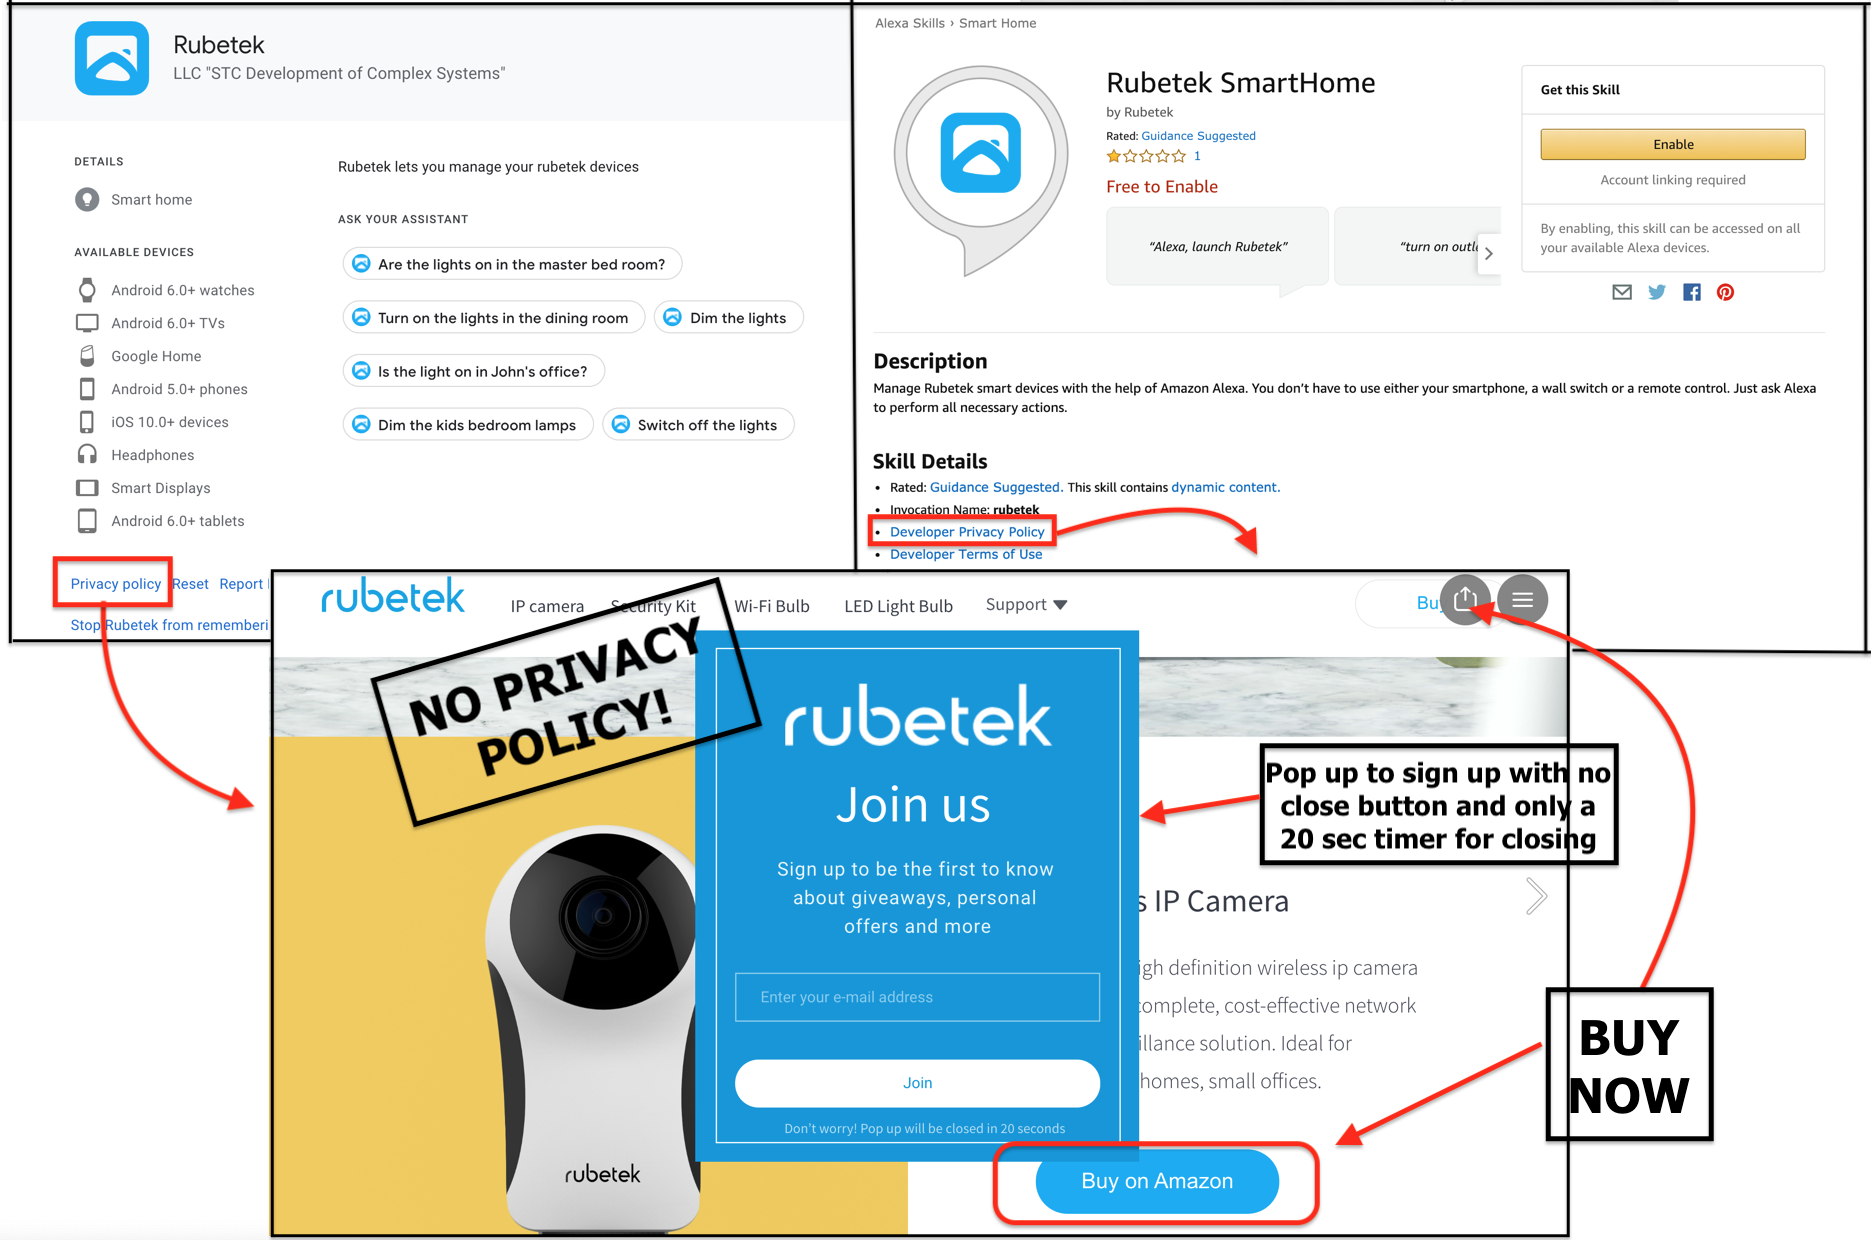 Rubetek
LLC "STC Development of Complex Systems"
DETAILS
Smart home
AVAILABLE DEVICES
Android 6.0+ watches
Android 6.0+ TVs
Google Home
Android 5.0+ phones
iOS 10.0+ devices
Headphones
Smart Displays
Android 6.0+ tablets
Privacy policy Reset Report
Stop Rubetek from rememberi
Rubetek lets you manage your rubetek devices
ASK YOUR ASSISTANT
Are the lights on in the master bed room?
Turn on the lights in the dining room
Dim the lights
Is the light on in John's office?
Dim the kids bedroom lamps
Switch off the lights
Alexa Skills › Smart Home
Rubetek SmartHome
by Rubetek
Rated: Guidance Suggested
1
Free to Enable
“Alexa, launch Rubetek”
“turn on outl
Get this Skill
Enable
Account linking required
By enabling, this skill can be accessed on all
your available Alexa devices.
Description
Manage Rubetek smart devices with the help of Amazon Alexa. You don’t have to use either your smartphone, a wall switch or a remote control. Just ask Alexa
to perform all necessary actions.
Skill Details
• Rated: Guidance Suggested. This skill contains dynamic content.
• Invocation Name: rubetek
• Developer Privacy Policy
• Developer Terms of Use
rubetek
IP camera
Security Kit
Wi-Fi Bulb
LED Light Bulb
Support
Buy
NO PRIVACY
POLICY!
rubetek
Join us
Sign up to be the first to know
about giveaways, personal
offers and more
Enter your e-mail address
Join
Don’t worry! Pop up will be closed in 20 seconds
Pop up to sign up with no
close button and only a
20 sec timer for closing
s IP Camera
igh definition wireless ip camera
complete, cost-effective network
illance solution. Ideal for
homes, small offices.
BUY
NOW
rubetek
Buy on Amazon